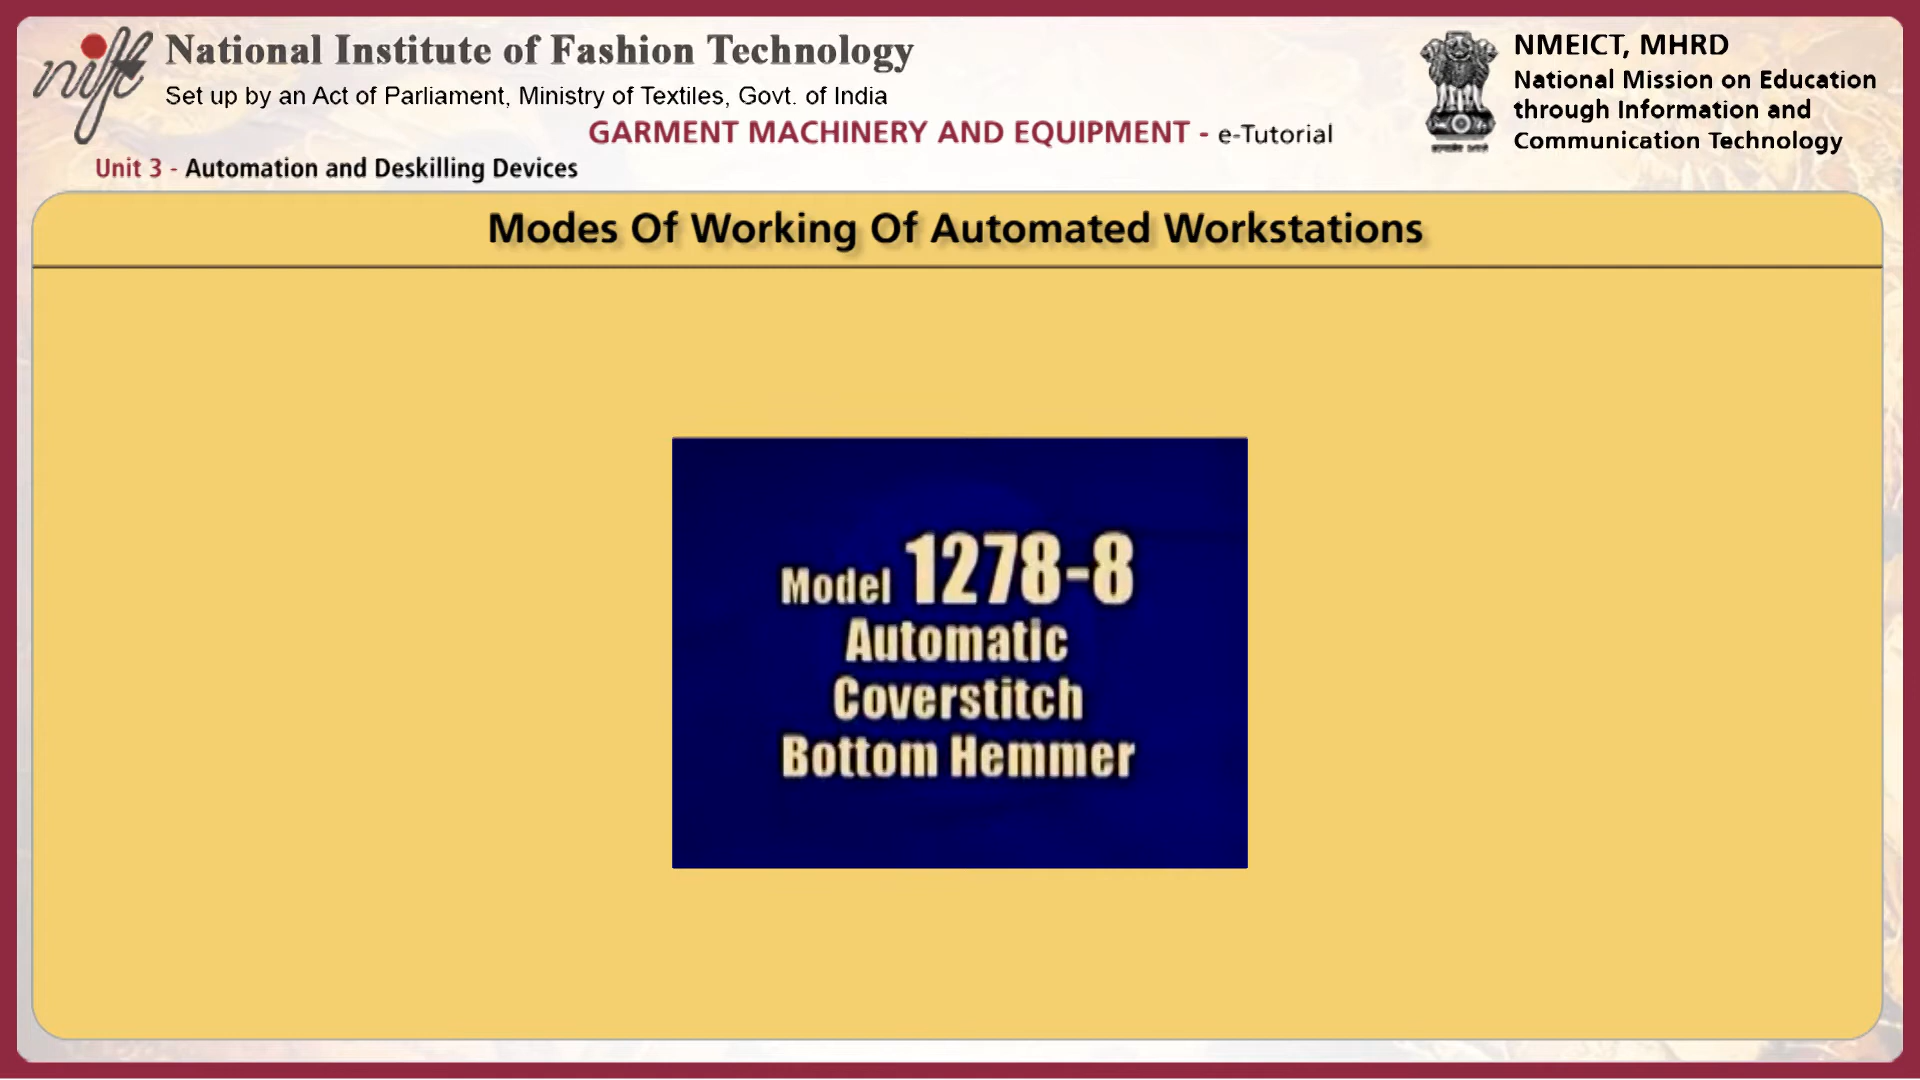 nift
National Institute of Fashion Technology
Set up by an Act of Parliament, Ministry of Textiles, Govt. of India
GARMENT MACHINERY AND EQUIPMENT - e-Tutorial
NMEICT, MHRD
National Mission on Education
through Information and
Communication Technology
Unit 3 - Automation and Deskilling Devices
Modes Of Working Of Automated Workstations
Model 1278-8
Automatic
Coverstitch
Bottom Hemmer